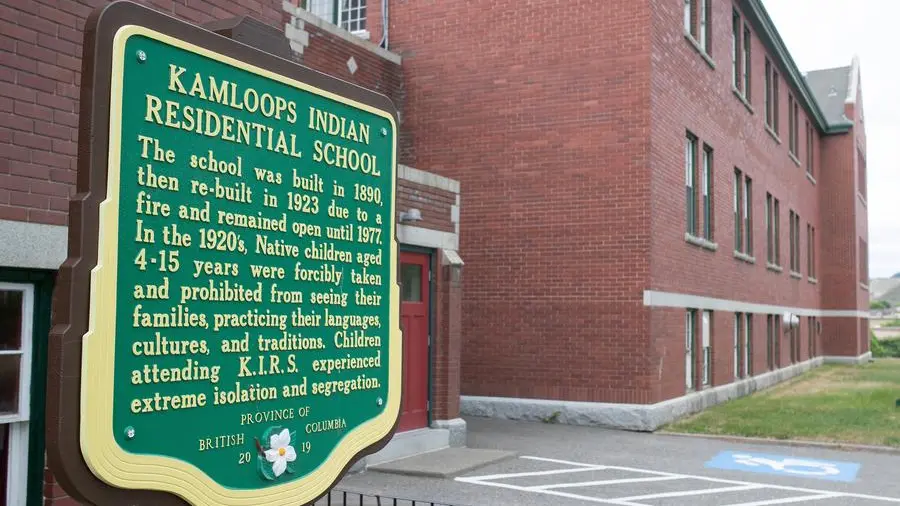 KAMLOOPS INDIAN
RESIDENTIAL SCHOOL
The school was built in 1890,
then re-built in 1923 due to a
fire and remained open until 1977.
In the 1920's, Native children aged
4-15 years were forcibly taken
and prohibited from seeing their
families, practicing their languages,
cultures, and traditions. Children
attending K.I.R.S. experienced
extreme isolation and segregation.
PROVINCE OF
BRITISH COLUMBIA
20 19